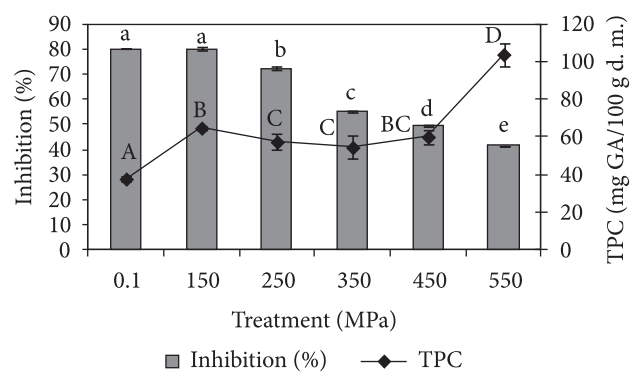 Inhibition (%)
90
80
70
60
50
40
30
20
10
0
a
a
b
c
d
e
A
B
C
C
BC
D
120
100
80
60
40
20
0
TPC (mg GA/100 g d. m.)
0.1 150 250 350 450 550
Treatment (MPa)
Inhibition (%) TPC